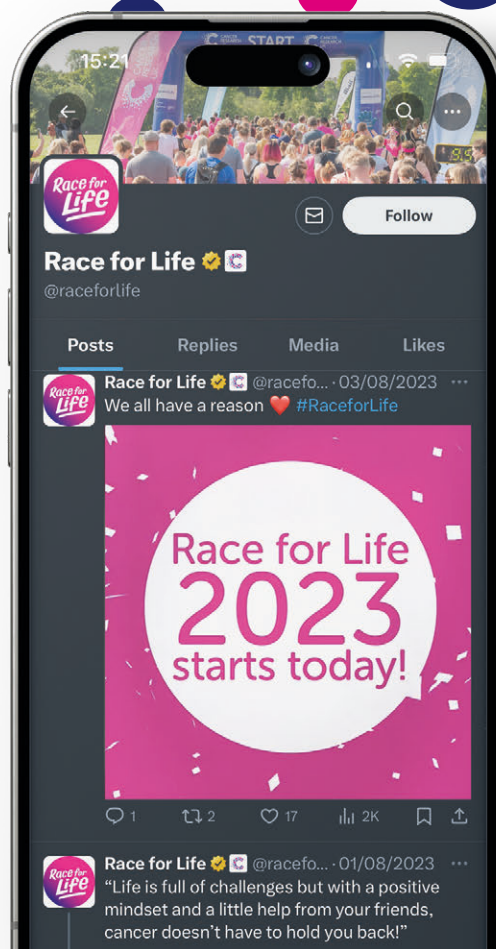 START
CANCER
RESEARCH
15:21
Race for
Life
Follow
Race for Life
@raceforlife
Posts Replies Media Likes
Race for
Life
Race for Life @racefo... · 03/08/2023 ...
We all have a reason ❤️ #RaceforLife
Race for Life
2023
starts today!
1 2 17 2K
Race for
Life
Race for Life @racefo... · 01/08/2023 ...
“Life is full of challenges but with a positive
mindset and a little help from your friends,
cancer doesn’t have to hold you back!”